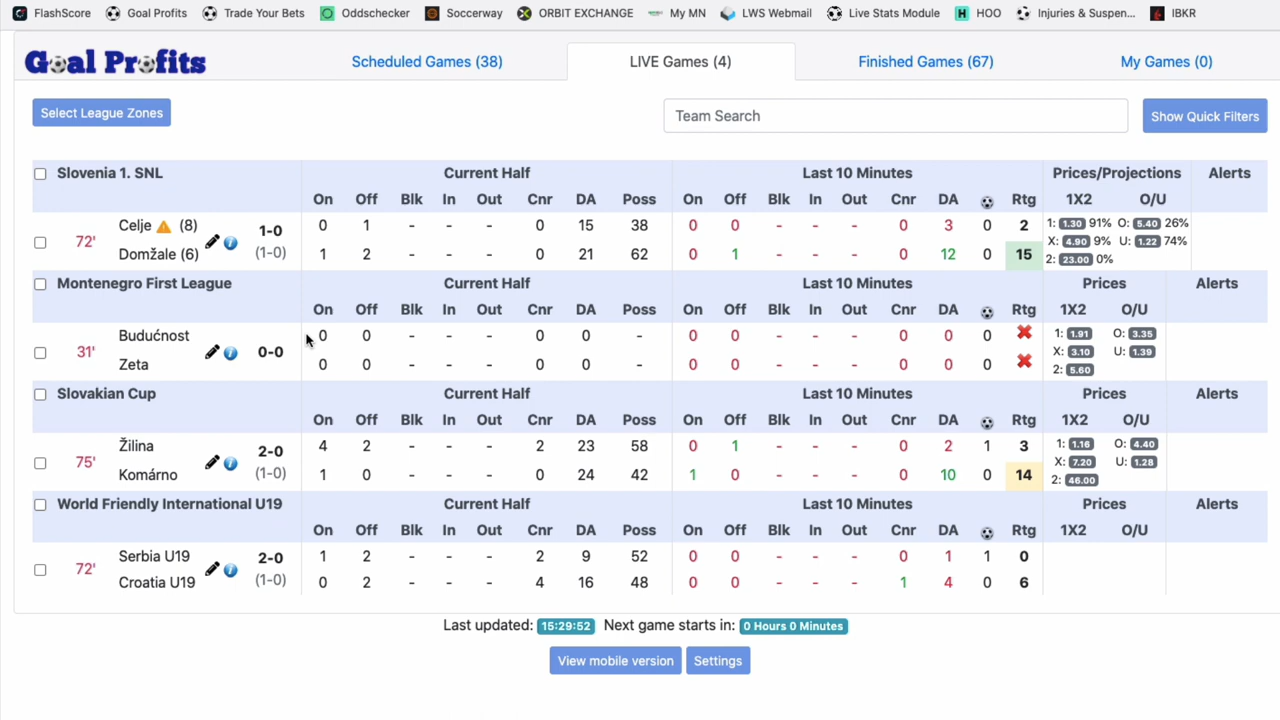 FlashScore Goal Profits Trade Your Bets Oddschecker Soccerway ORBIT EXCHANGE My MN LWS Webmail Live Stats Module HOO Injuries & Suspen... IBKR
Goal Profits Scheduled Games (38) LIVE Games (4) Finished Games (67) My Games (0)
Select League Zones Team Search Show Quick Filters
Slovenia 1. SNL Current Half Last 10 Minutes Prices/Projections Alerts
On Off Blk In Out Cnr DA Poss On Off Blk In Out Cnr DA Rtg 1X2 O/U
Celje (8) 0 1 - - - 0 15 38 0 0 - - - 0 3 0 2 1: 1.30 91% O: 5.40 26%
72' 1-0 (1-0) X: 4.90 9% U: 1.22 74%
Domžale (6) 1 2 - - - 0 21 62 0 1 - - - 0 12 0 15 2: 23.00 0%
Montenegro First League Current Half Last 10 Minutes Prices Alerts
On Off Blk In Out Cnr DA Poss On Off Blk In Out Cnr DA Rtg 1X2 O/U
Budućnost 0 0 - - - 0 0 - 0 0 - - - 0 0 0 1: 1.91 O: 3.35
31' 0-0 X: 3.10 U: 1.39
Zeta 0 0 - - - 0 0 - 0 0 - - - 0 0 0 2: 5.60
Slovakian Cup Current Half Last 10 Minutes Prices Alerts
On Off Blk In Out Cnr DA Poss On Off Blk In Out Cnr DA Rtg 1X2 O/U
Žilina 4 2 - - - 2 23 58 0 1 - - - 0 2 1 3 1: 1.16 O: 4.40
75' 2-0 (1-0) X: 7.20 U: 1.28
Komárno 1 0 - - - 0 24 42 1 0 - - - 0 10 0 14 2: 46.00
World Friendly International U19 Current Half Last 10 Minutes Prices Alerts
On Off Blk In Out Cnr DA Poss On Off Blk In Out Cnr DA Rtg 1X2 O/U
Serbia U19 1 2 - - - 2 9 52 0 0 - - - 0 1 1 0
72' 2-0 (1-0)
Croatia U19 0 2 - - - 4 16 48 0 0 - - - 1 4 0 6
Last updated: 15:29:52 Next game starts in: 0 Hours 0 Minutes
View mobile version Settings